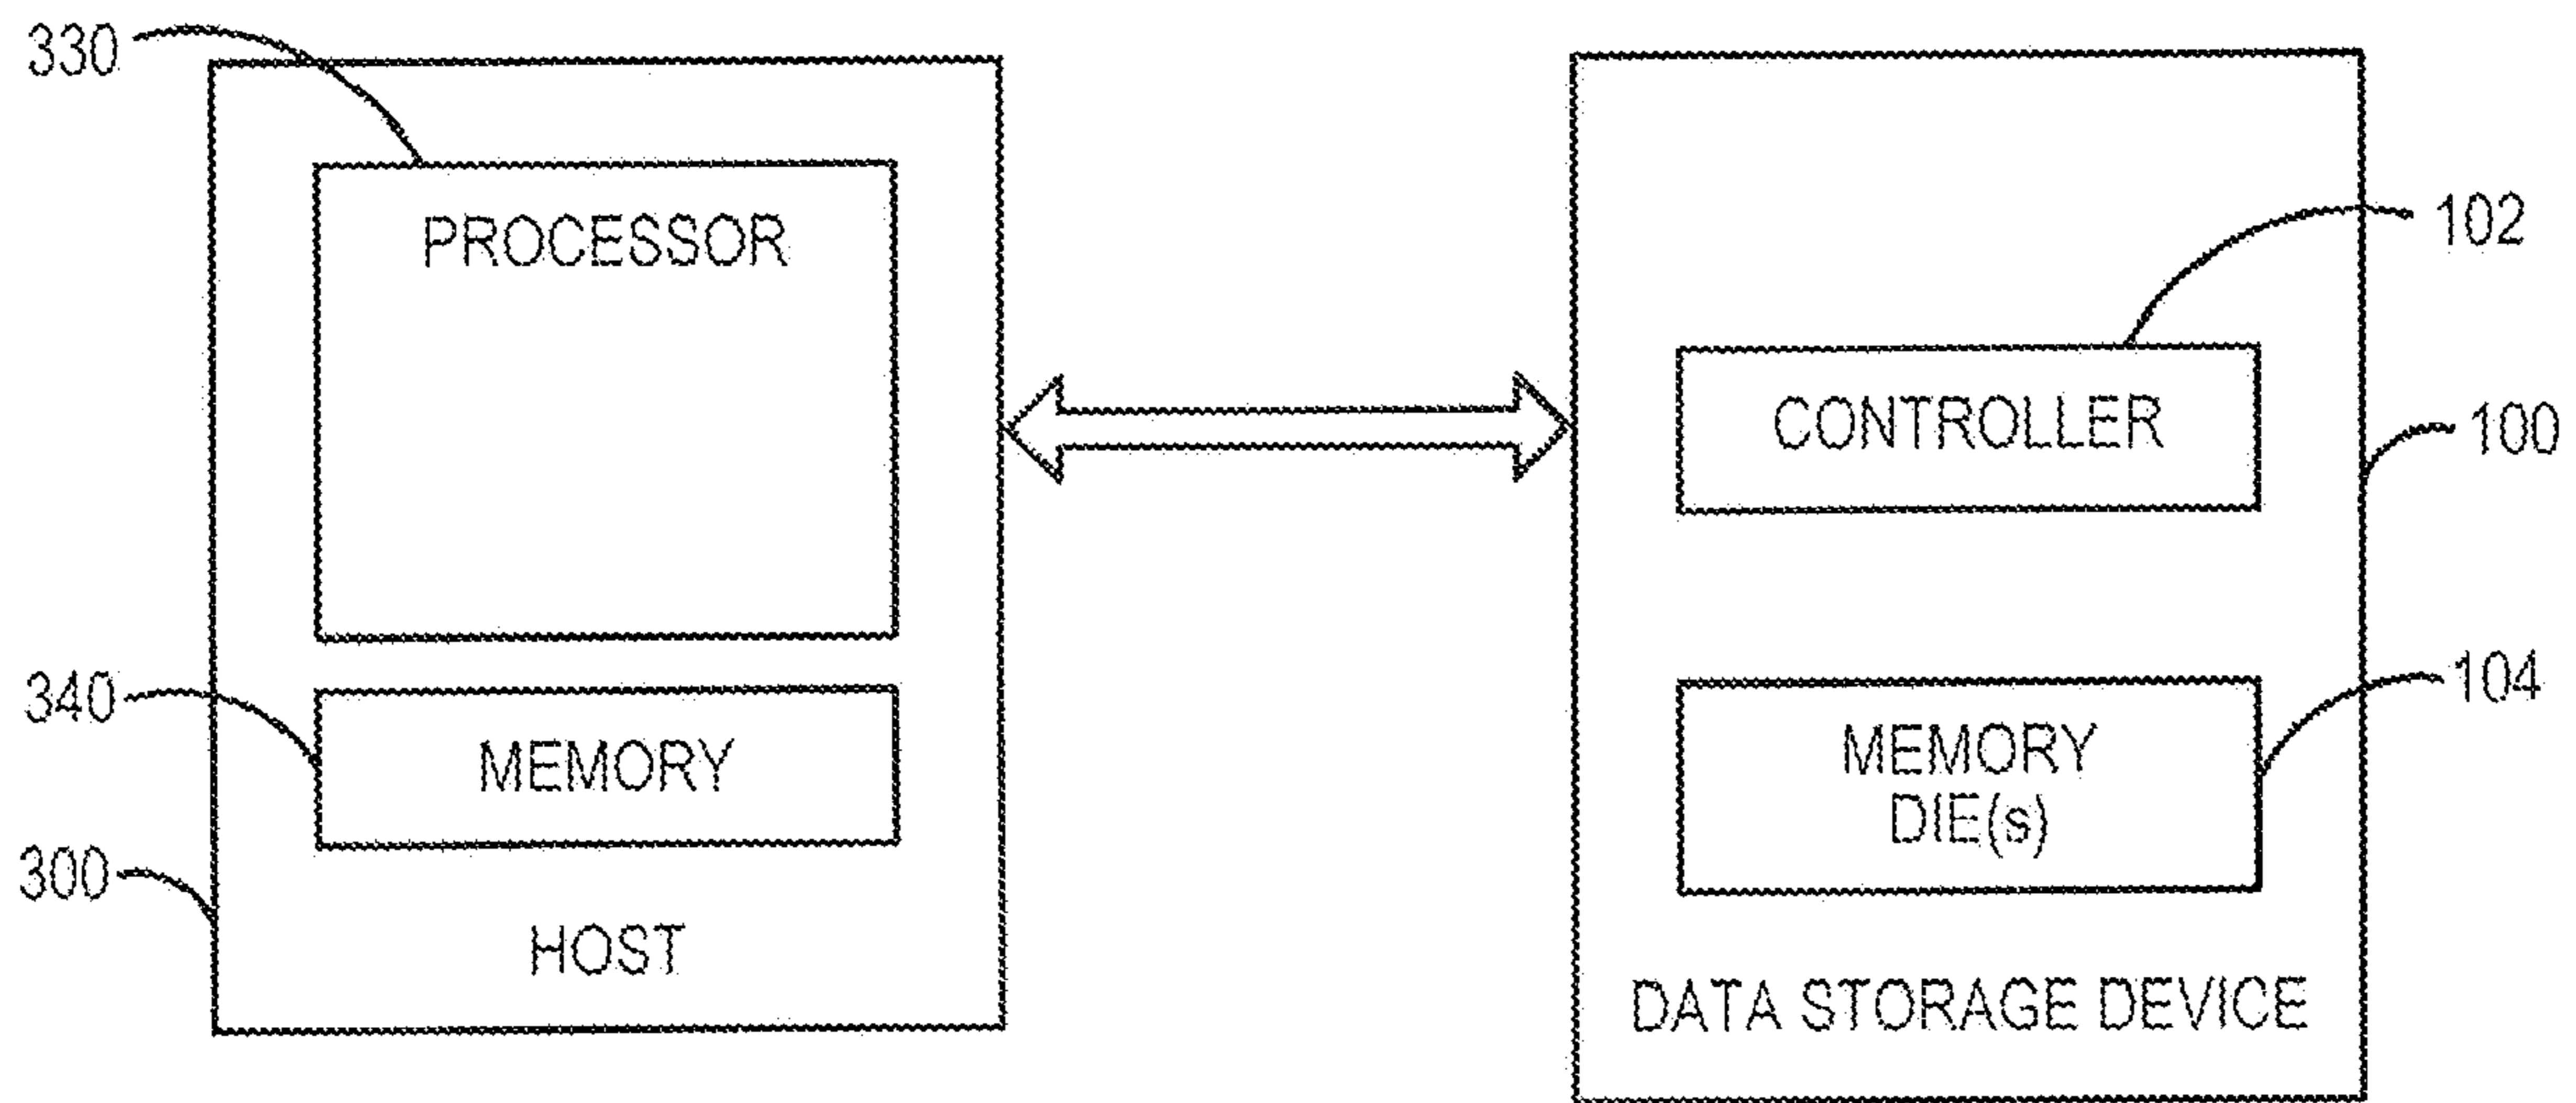 330
PROCESSOR
102
CONTROLLER
100
340
MEMORY
MEMORY
DIE(s)
104
300
HOST
DATA STORAGE DEVICE